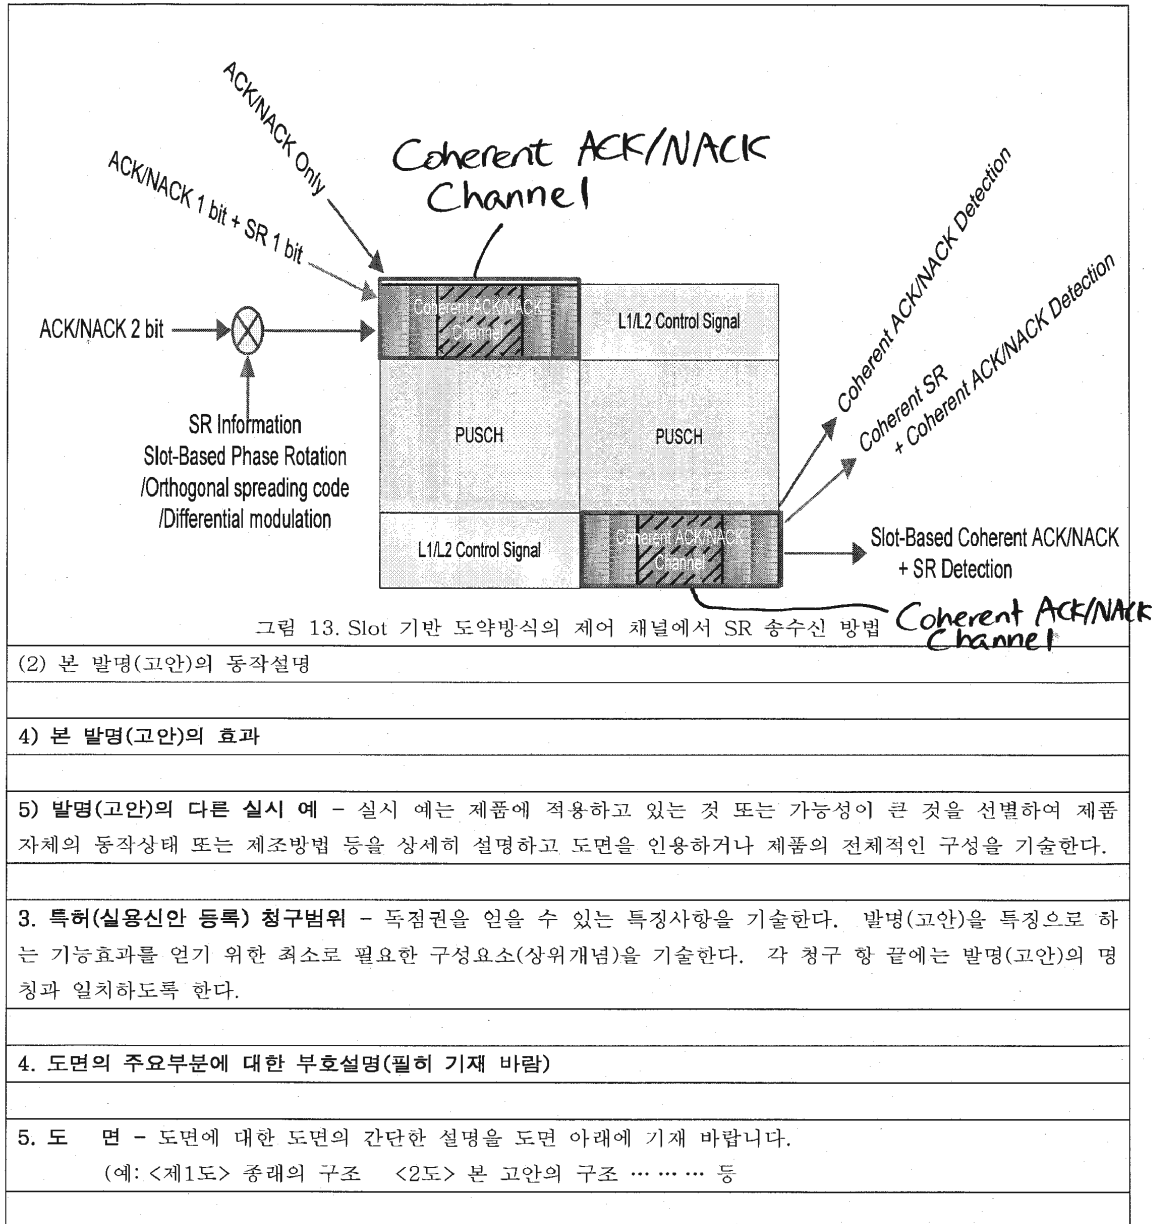 ACK/NACK Only
Coherent ACK/NACK
Channel
ACK/NACK 1 bit + SR 1 bit
ACK/NACK 2 bit
Coherent ACK/NACK
Channel
L1/L2 Control Signal
Coherent ACK/NACK Detection
Coherent SR
+ Coherent ACK/NACK Detection
SR Information
Slot-Based Phase Rotation
/Orthogonal spreading code
/Differential modulation
PUSCH
PUSCH
L1/L2 Control Signal
Coherent ACK/NACK
Channel
Slot-Based Coherent ACK/NACK
+ SR Detection
Coherent ACK/NACK
Channel
그림 13. Slot 기반 도약방식의 제어 채널에서 SR 송수신 방법
(2) 본 발명(고안)의 동작설명
4) 본 발명(고안)의 효과
5) 발명(고안)의 다른 실시 예 - 실시 예는 제품에 적용하고 있는 것 또는 가능성이 큰 것을 선별하여 제품
자체의 동작상태 또는 제조방법 등을 상세히 설명하고 도면을 인용하거나 제품의 전체적인 구성을 기술한다.
3. 특허(실용신안 등록) 청구범위 - 독점권을 얻을 수 있는 특징사항을 기술한다. 발명(고안)을 특징으로 하
는 기능효과를 얻기 위한 최소로 필요한 구성요소(상위개념)을 기술한다. 각 청구 항 끝에는 발명(고안)의 명
칭과 일치하도록 한다.
4. 도면의 주요부분에 대한 부호설명(필히 기재 바람)
5. 도 면 - 도면에 대한 도면의 간단한 설명을 도면 아래에 기재 바랍니다.
(예: <제1도> 종래의 구조 <2도> 본 고안의 구조 ……… 등